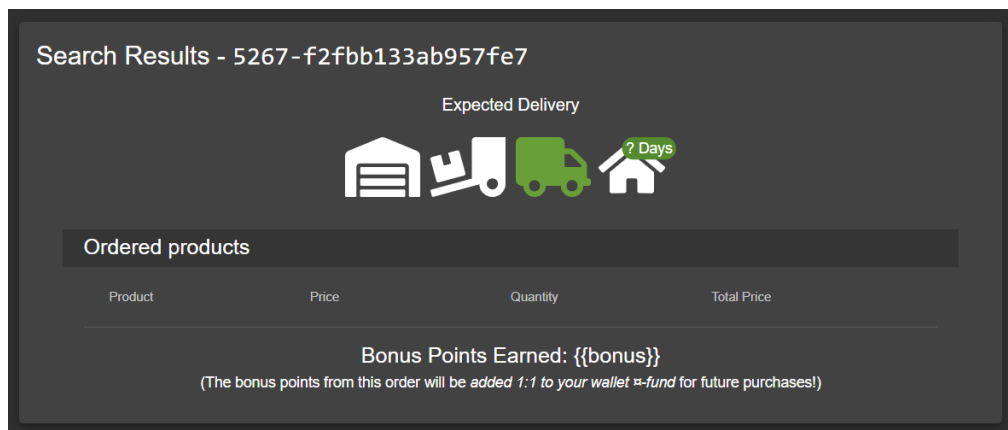 Search Results - 5267-f2fbb133ab957fe7
Expected Delivery
? Days
Ordered products
Product Price Quantity Total Price
Bonus Points Earned: {{bonus}}
(The bonus points from this order will be added 1:1 to your wallet ¤-fund for future purchases!)